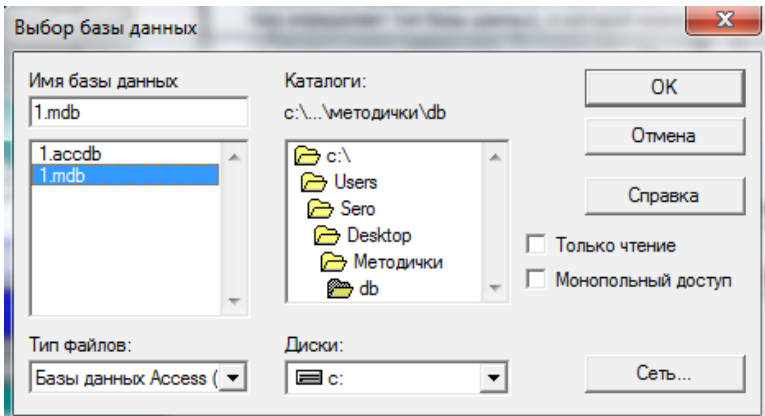 Выбор базы данных
Имя базы данных
1.mdb
1.accdb
1.mdb
Тип файлов:
Базы данных Access (
Каталоги:
c:\...\методички\db
c:\
Users
Sero
Desktop
Методички
db
Диски:
c:
OK
Отмена
Справка
Только чтение
Монопольный доступ
Сеть...